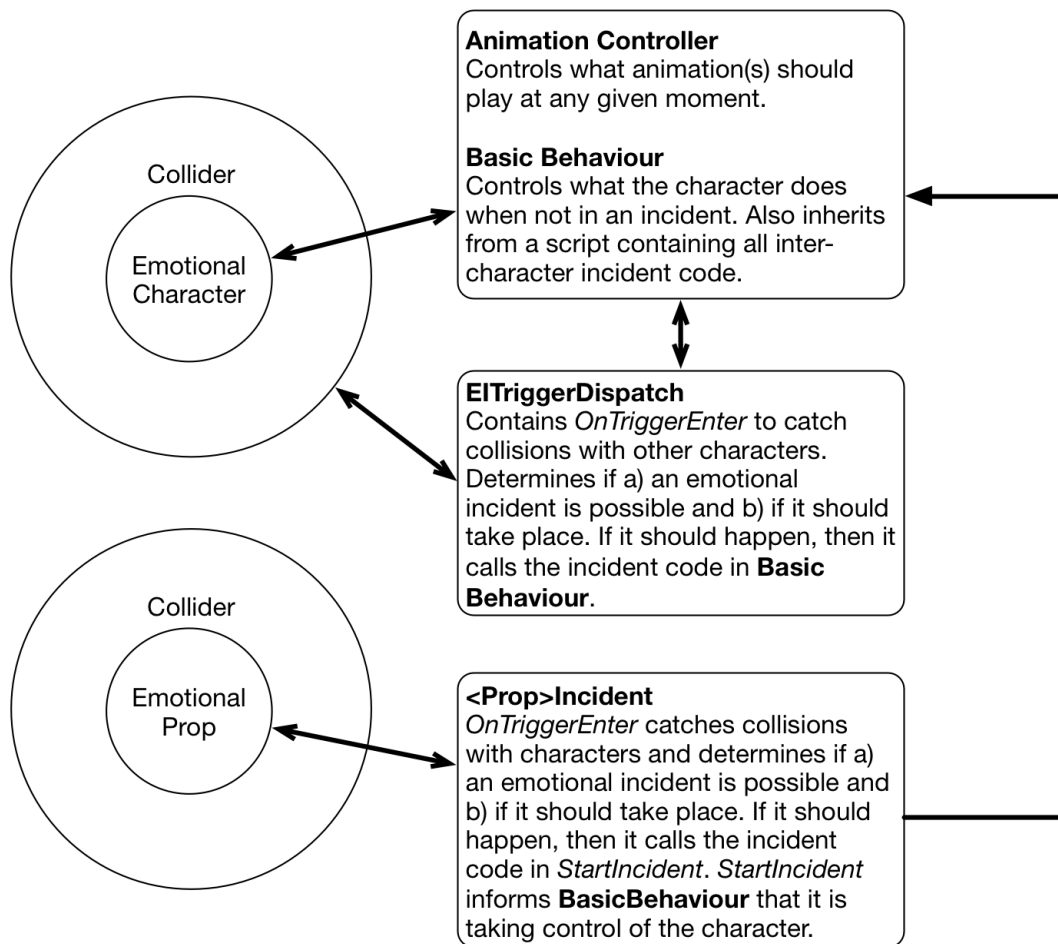 Animation Controller
Controls what animation(s) should
play at any given moment.
Basic Behaviour
Controls what the character does
when not in an incident. Also inherits
from a script containing all inter-
character incident code.
Collider
Emotional
Character
EITriggerDispatch
Contains OnTriggerEnter to catch
collisions with other characters.
Determines if a) an emotional
incident is possible and b) if it should
take place. If it should happen, then it
calls the incident code in Basic
Behaviour.
Collider
Emotional
Prop
<Prop>Incident
OnTriggerEnter catches collisions
with characters and determines if a)
an emotional incident is possible and
b) if it should take place. If it should
happen, then it calls the incident
code in StartIncident. StartIncident
informs BasicBehaviour that it is
taking control of the character.